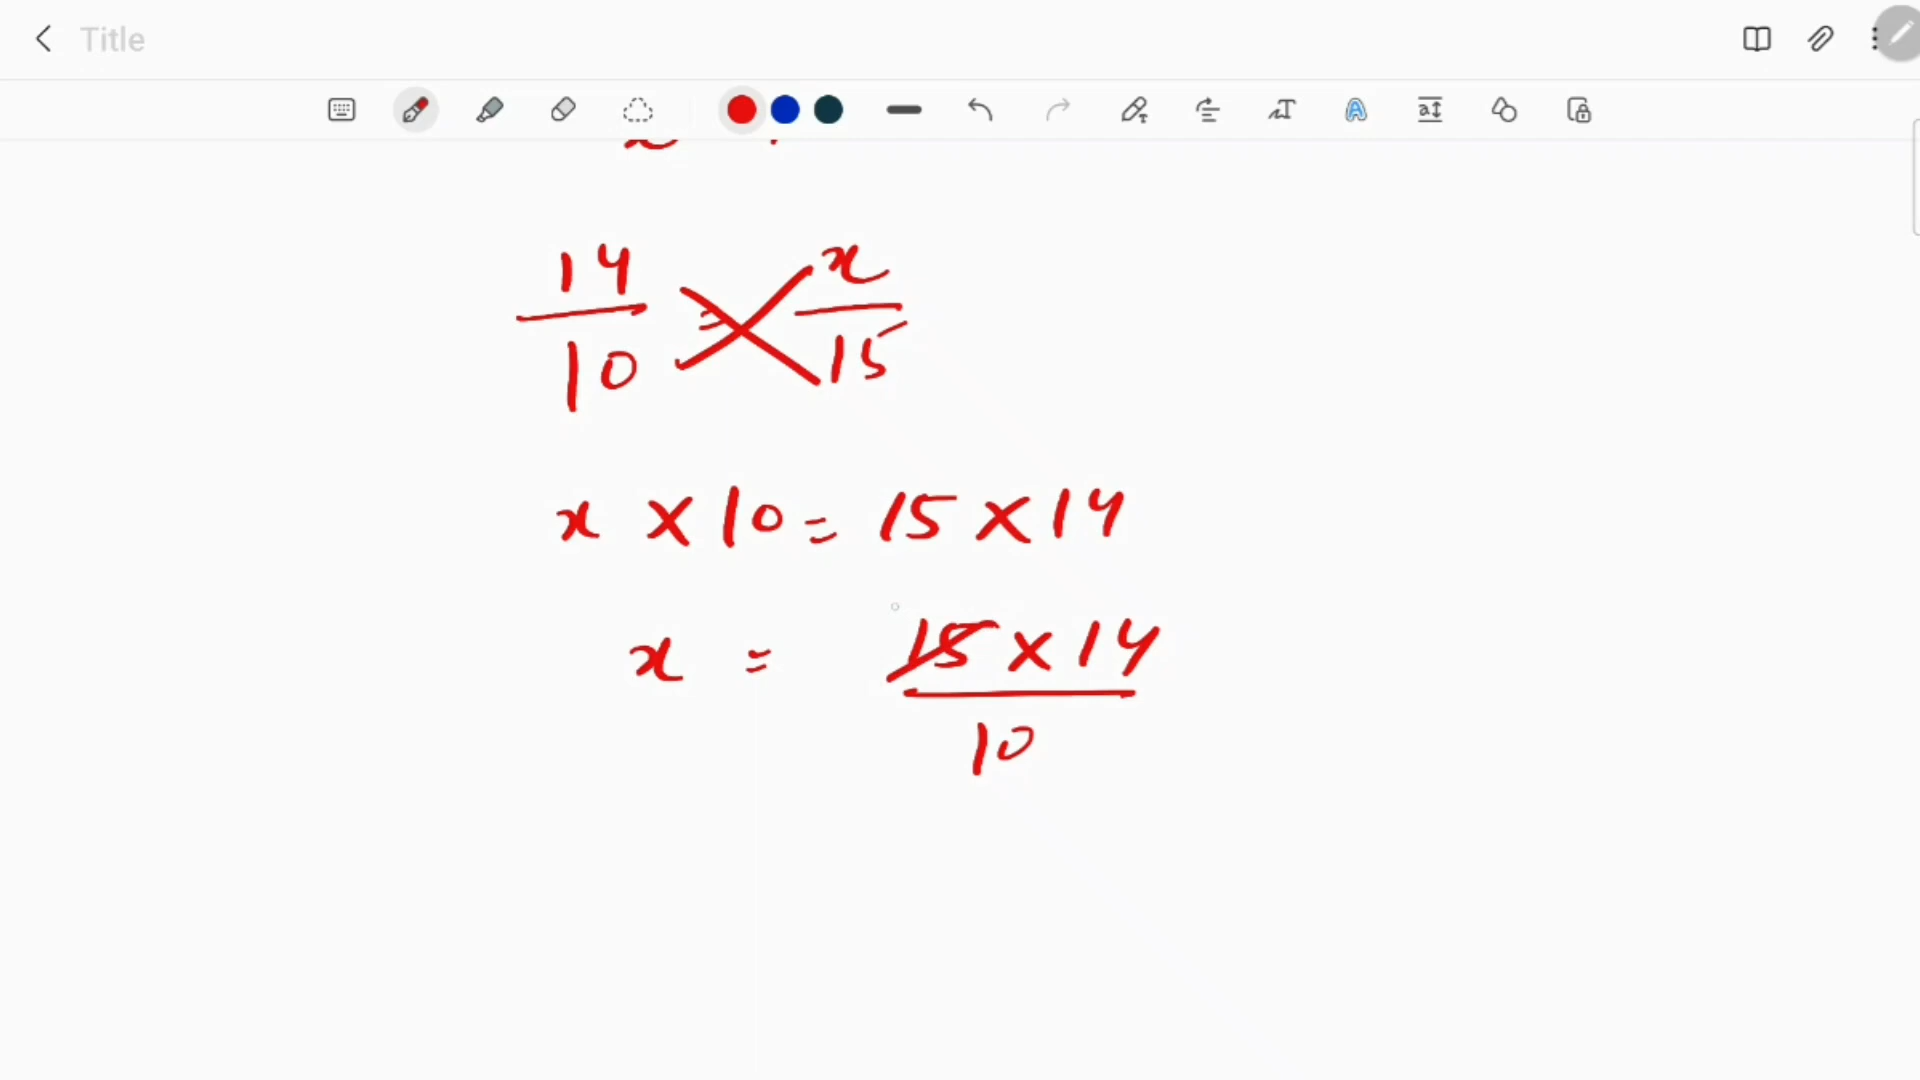 Title
14/10 = x/15
x × 10 = 15 × 14
x = 15 × 14 / 10